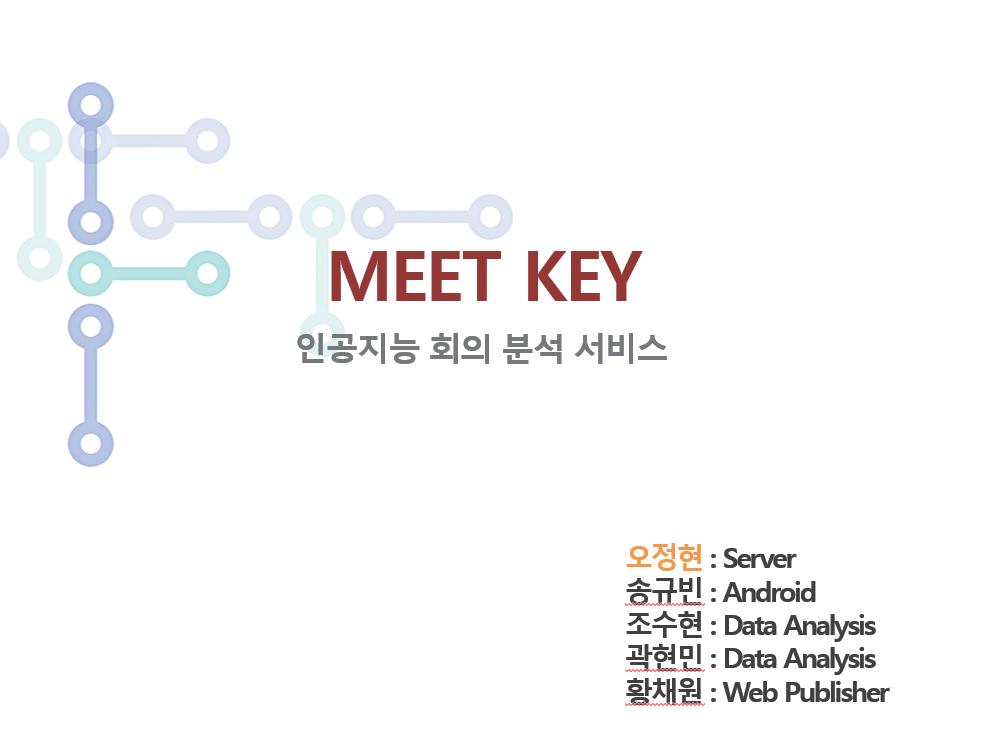 MEET KEY
인공지능 회의 분석 서비스
오정현 : Server
송규빈 : Android
조수현 : Data Analysis
곽현민 : Data Analysis
황채원 : Web Publisher